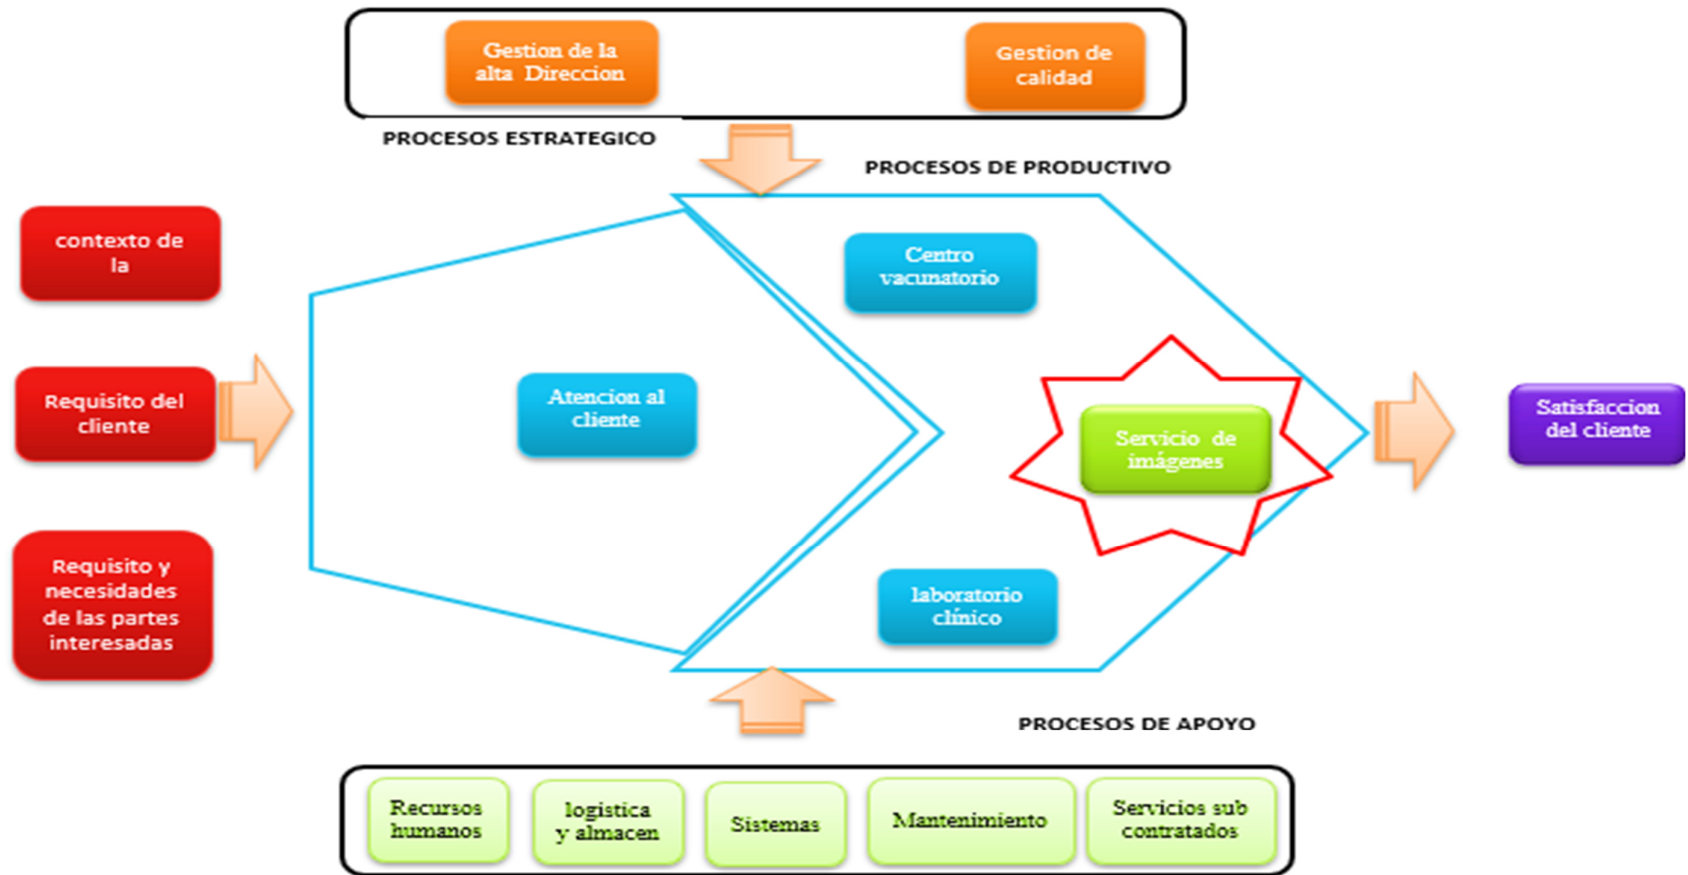 Gestion de la
alta Direccion
Gestion de
calidad
PROCESOS ESTRATEGICO
PROCESOS DE PRODUCTIVO
contexto de
la
Requisito del
cliente
Requisito y
necesidades
de las partes
interesadas
Atencion al
cliente
Centro
vacunatorio
Servicio de
imágenes
laboratorio
clínico
Satisfaccion
del cliente
PROCESOS DE APOYO
Recursos
humanos
logistica
y almacen
Sistemas
Mantenimiento
Servicios sub
contratados